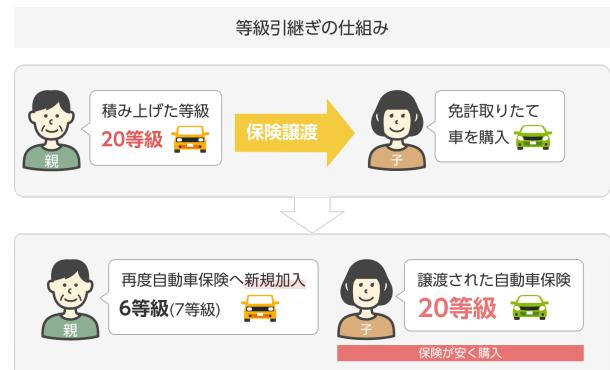 等級引継ぎの仕組み
積み上げた等級
20等級
親
保険譲渡
免許取りたて
車を購入
子
再度自動車保険へ新規加入
6等級(7等級)
親
譲渡された自動車保険
20等級
子
保険が安く購入